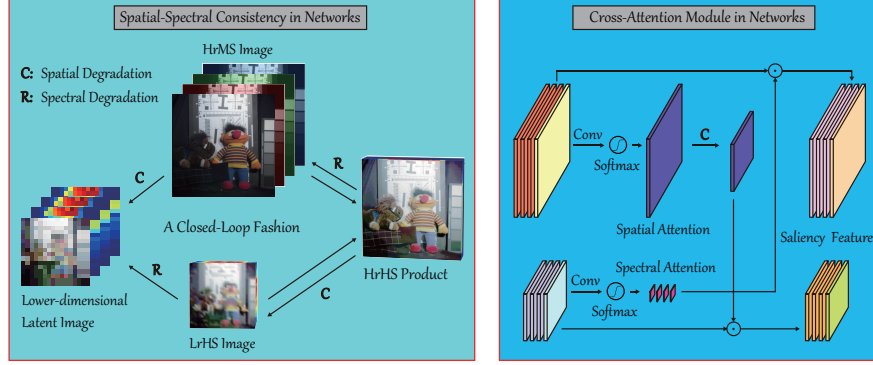 Spatial-Spectral Consistency in Networks
HrMS Image
C: Spatial Degradation
R: Spectral Degradation
R
C
A Closed-Loop Fashion
HrHS Product
R
C
Lower-dimensional
Latent Image
LrHS Image
Cross-Attention Module in Networks
Conv
Softmax
C
Spatial Attention
Saliency Feature
Spectral Attention
Conv
Softmax